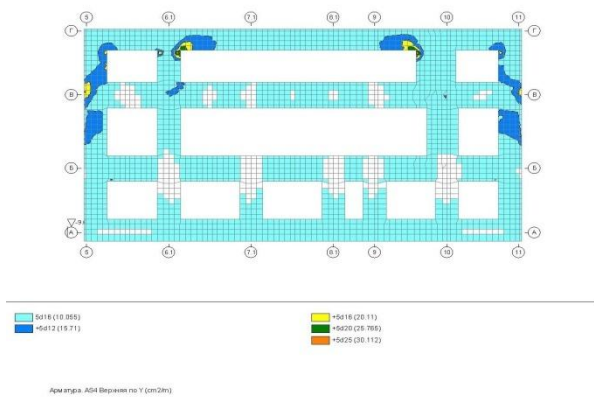 5 6.1 7.1 8.1 9 10 11
Г Г
В В
Б Б
А А
5 6.1 7.1 8.1 9 10 11
5d16 (10.055) +5d16 (20.11)
+5d12 (15.71) +5d20 (25.765)
+5d25 (30.112)
Арматура. AS4 Верхняя по Y (cm2/m)